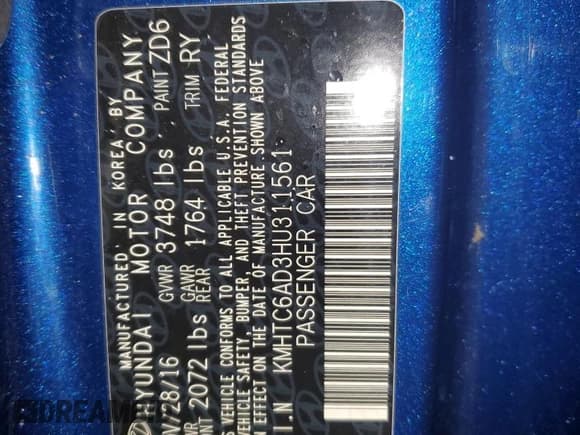 MANUFACTURED IN KOREA BY
HYUNDAI MOTOR COMPANY
/28/16 GVWR 3748 lbs PAINT ZD6
2072 lbs GAWR REAR 1764 lbs TRIM RY
VEHICLE CONFORMS TO ALL APPLICABLE U.S.A. FEDERAL
VEHICLE SAFETY, BUMPER, AND THEFT PREVENTION STANDARDS
EFFECT ON THE DATE OF MANUFACTURE SHOWN ABOVE
I.N KMHTC6AD3HU311561
PASSENGER CAR